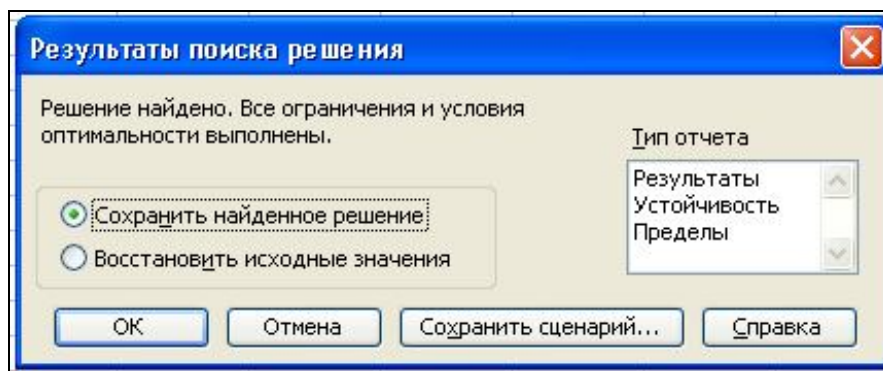 Результаты поиска решения
Решение найдено. Все ограничения и условия
оптимальности выполнены.
Тип отчета
Результаты
Устойчивость
Пределы
Сохранить найденное решение
Восстановить исходные значения
ОК
Отмена
Сохранить сценарий...
Справка